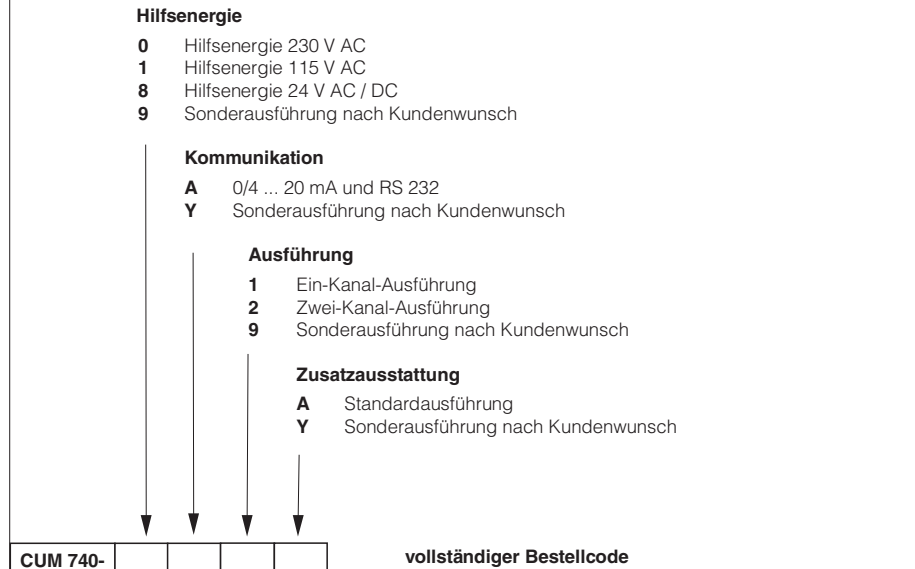 Hilfsenergie
0 Hilfsenergie 230 V AC
1 Hilfsenergie 115 V AC
8 Hilfsenergie 24 V AC / DC
9 Sonderausführung nach Kundenwunsch
Kommunikation
A 0/4 ... 20 mA und RS 232
Y Sonderausführung nach Kundenwunsch
Ausführung
1 Ein-Kanal-Ausführung
2 Zwei-Kanal-Ausführung
9 Sonderausführung nach Kundenwunsch
Zusatzausstattung
A Standardausführung
Y Sonderausführung nach Kundenwunsch
CUM 740- vollständiger Bestellcode